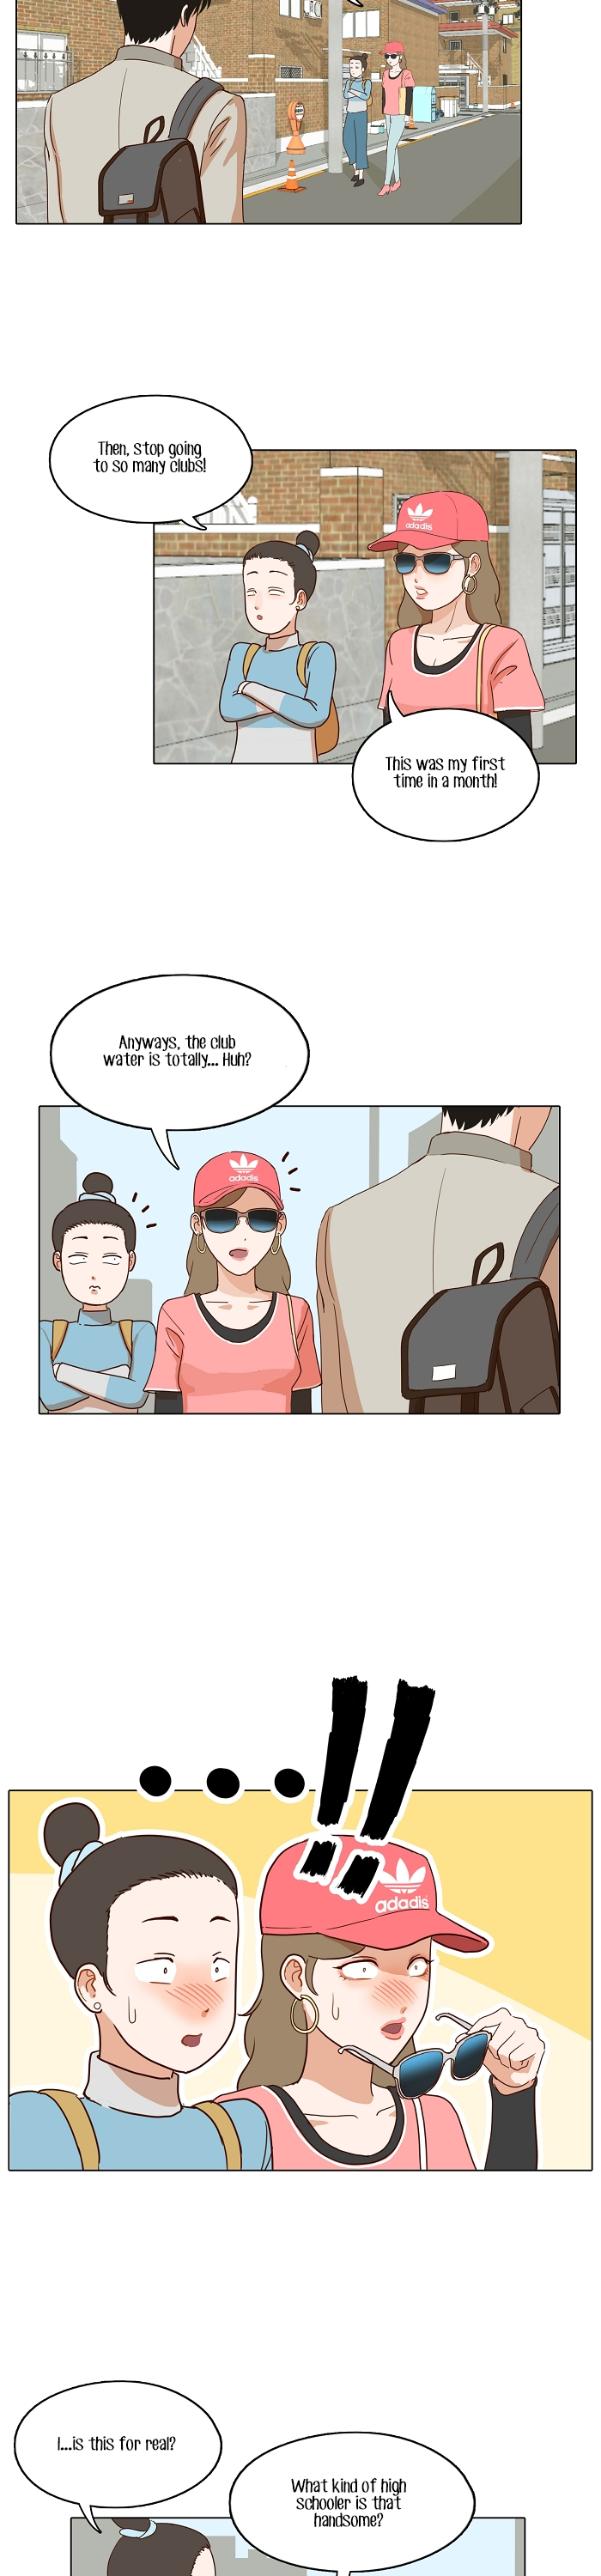 Then, stop going
to so many clubs!
adadis
This was my first
time in a month!
Anyways, the club
water is totally... Huh?
adadis
!!
adadis
I...is this for real?
What kind of high
schooler is that
handsome?